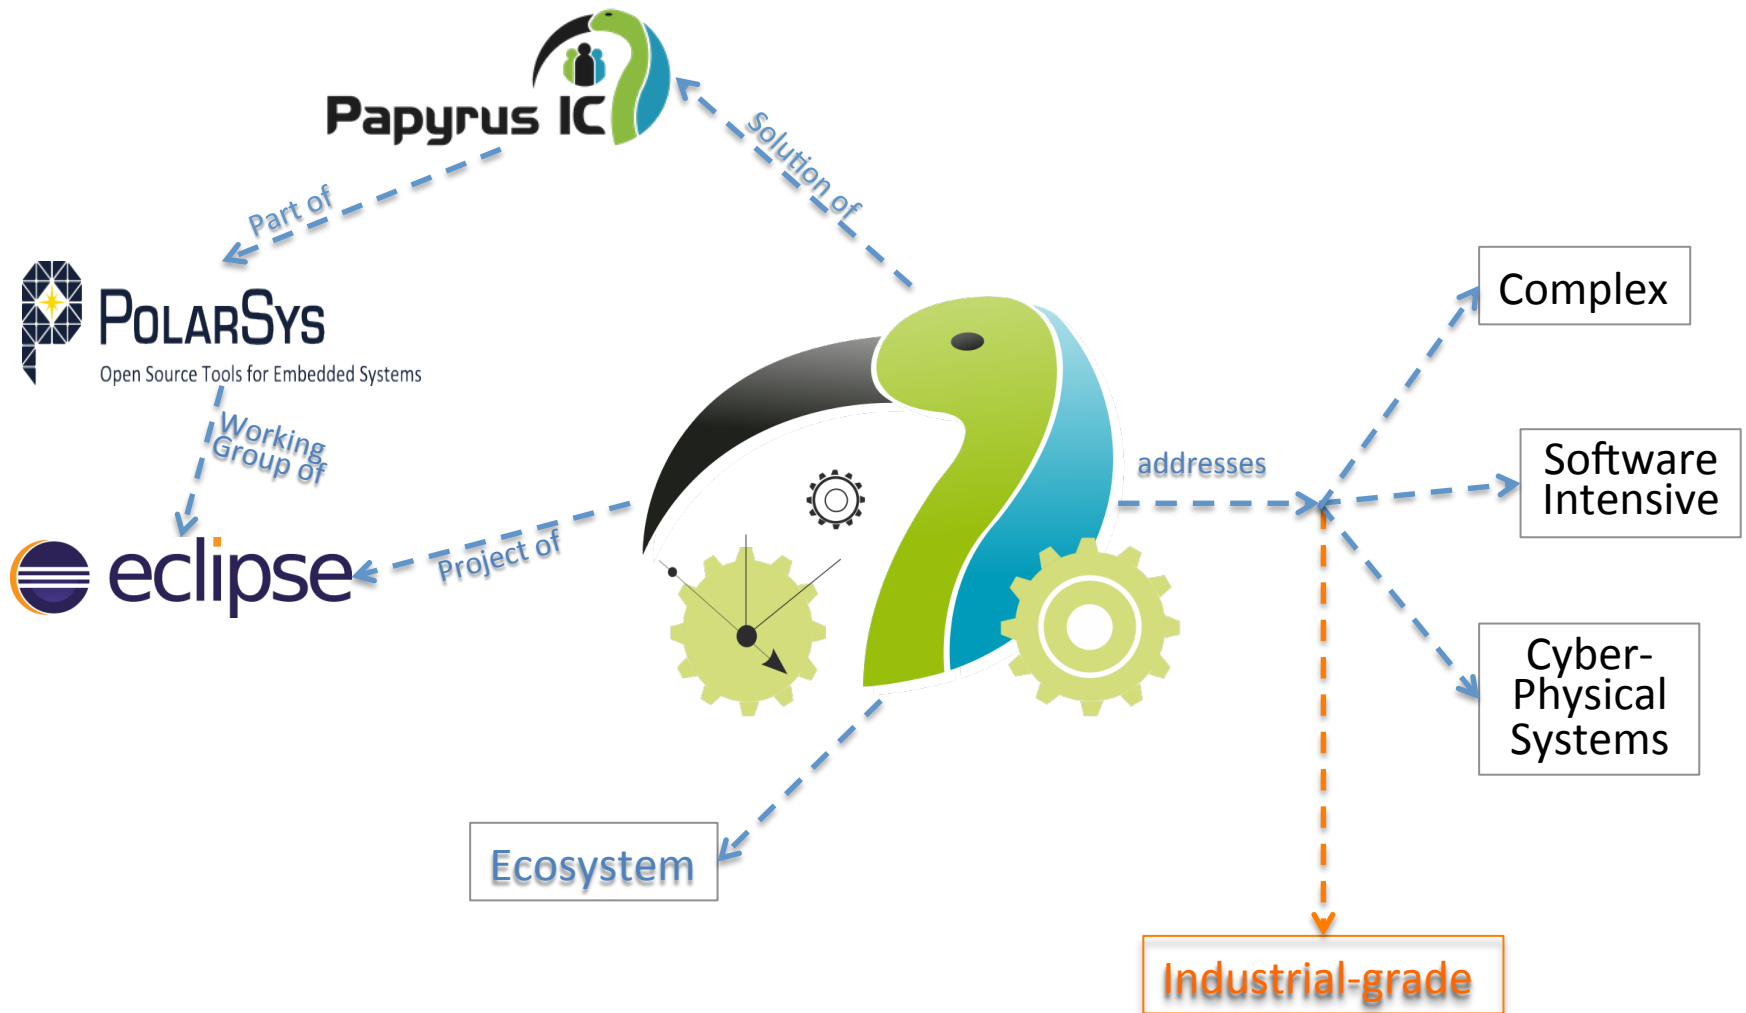 Papyrus IC
Solution of
Part of
POLARSYS
Open Source Tools for Embedded Systems
Working
Group of
eclipse
Project of
addresses
Complex
Software
Intensive
Cyber-
Physical
Systems
Ecosystem
Industrial-grade